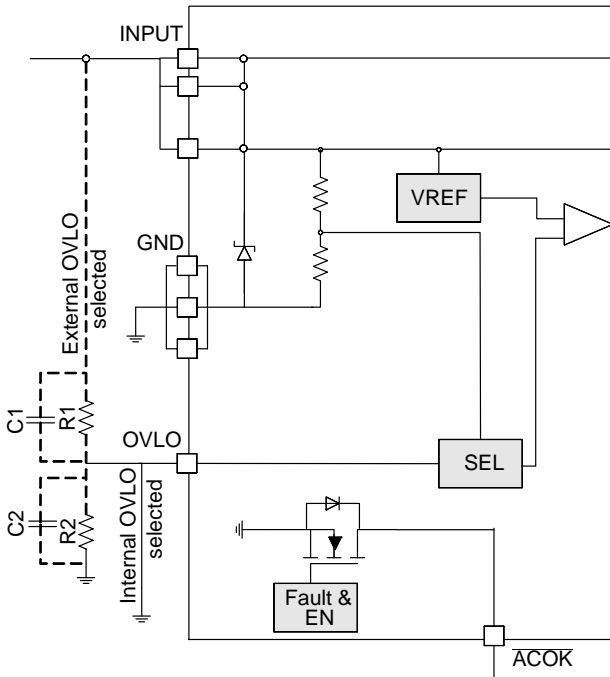 INPUT
VREF
GND
External OVLO
selected
C1
R1
OVLO
SEL
C2
R2
Internal OVLO
selected
Fault &
EN
ACOK